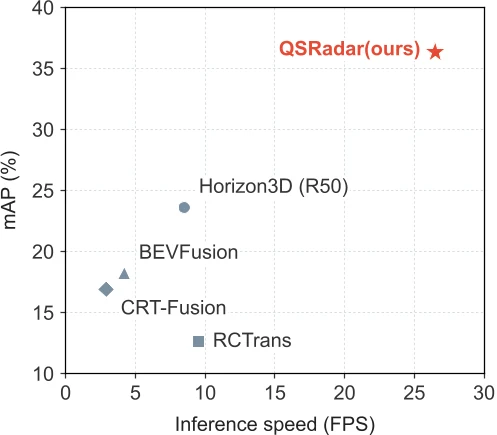 40
35
30
25
20
15
10
mAP (%)
QSRadar(ours)
Horizon3D (R50)
BEVFusion
CRT-Fusion
RCTrans
0 5 10 15 20 25 30
Inference speed (FPS)